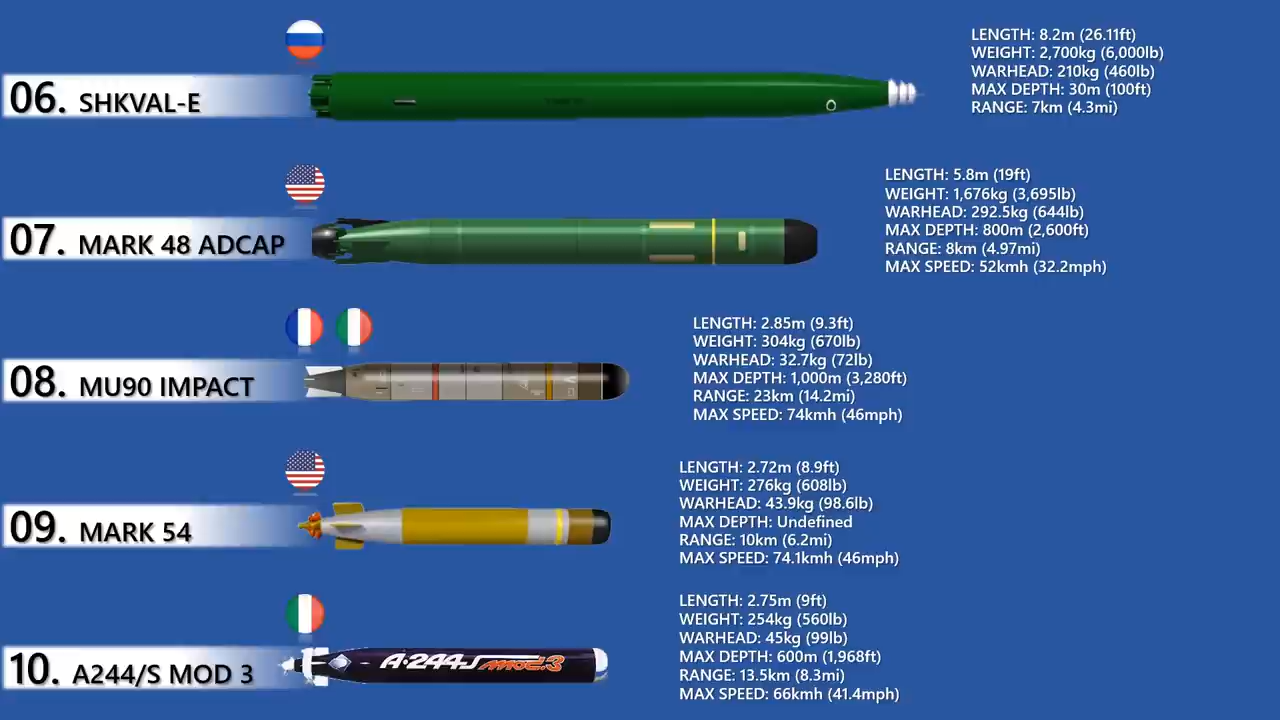 06. SHKVAL-E
LENGTH: 8.2m (26.11ft)
WEIGHT: 2,700kg (6,000lb)
WARHEAD: 210kg (460lb)
MAX DEPTH: 30m (100ft)
RANGE: 7km (4.3mi)
07. MARK 48 ADCAP
LENGTH: 5.8m (19ft)
WEIGHT: 1,676kg (3,695lb)
WARHEAD: 292.5kg (644lb)
MAX DEPTH: 800m (2,600ft)
RANGE: 8km (4.97mi)
MAX SPEED: 52kmh (32.2mph)
08. MU90 IMPACT
LENGTH: 2.85m (9.3ft)
WEIGHT: 304kg (670lb)
WARHEAD: 32.7kg (72lb)
MAX DEPTH: 1,000m (3,280ft)
RANGE: 23km (14.2mi)
MAX SPEED: 74kmh (46mph)
09. MARK 54
LENGTH: 2.72m (8.9ft)
WEIGHT: 276kg (608lb)
WARHEAD: 43.9kg (98.6lb)
MAX DEPTH: Undefined
RANGE: 10km (6.2mi)
MAX SPEED: 74.1kmh (46mph)
10. A244/S MOD 3
A·244S mod.3
LENGTH: 2.75m (9ft)
WEIGHT: 254kg (560lb)
WARHEAD: 45kg (99lb)
MAX DEPTH: 600m (1,968ft)
RANGE: 13.5km (8.3mi)
MAX SPEED: 66kmh (41.4mph)